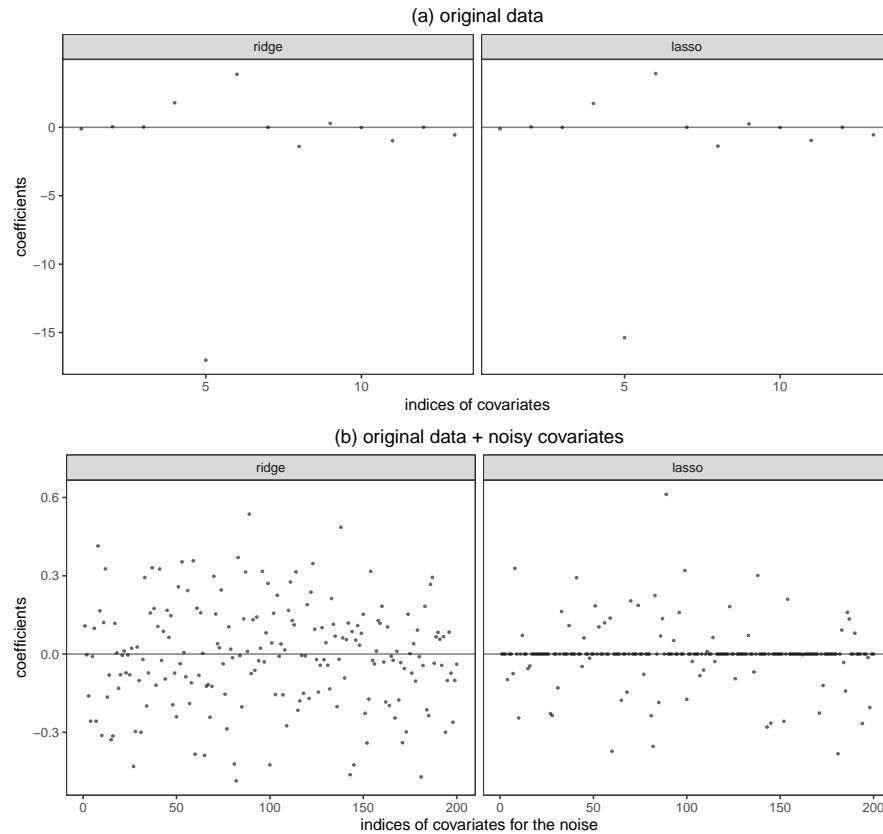 (a) original data
ridge lasso
0
−5
−10
−15
coefficients
5 10 5 10
indices of covariates
(b) original data + noisy covariates
ridge lasso
0.6
0.3
0.0
−0.3
coefficients
0 50 100 150 200 0 50 100 150 200
indices of covariates for the noise